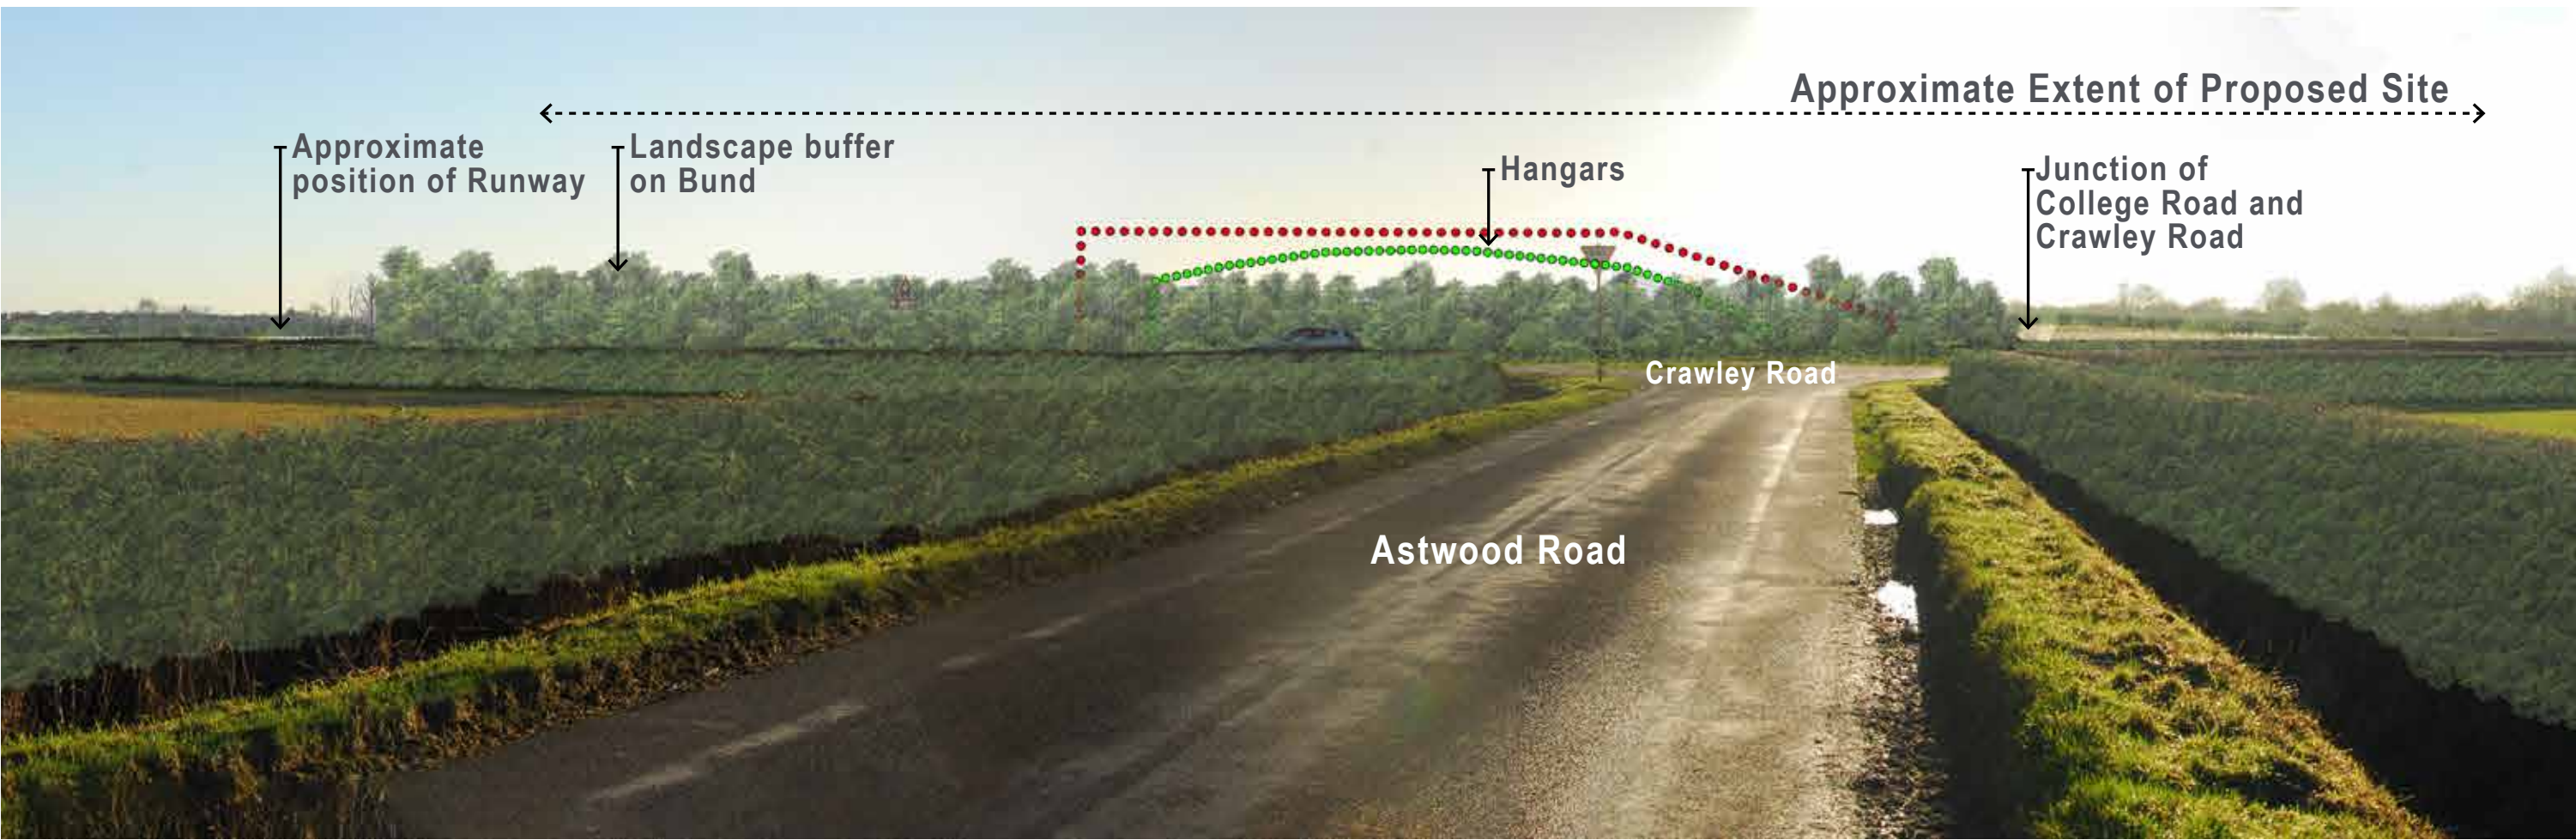 Approximate Extent of Proposed Site
Approximate
position of Runway
Landscape buffer
on Bund
Hangars
Junction of
College Road and
Crawley Road
Crawley Road
Astwood Road